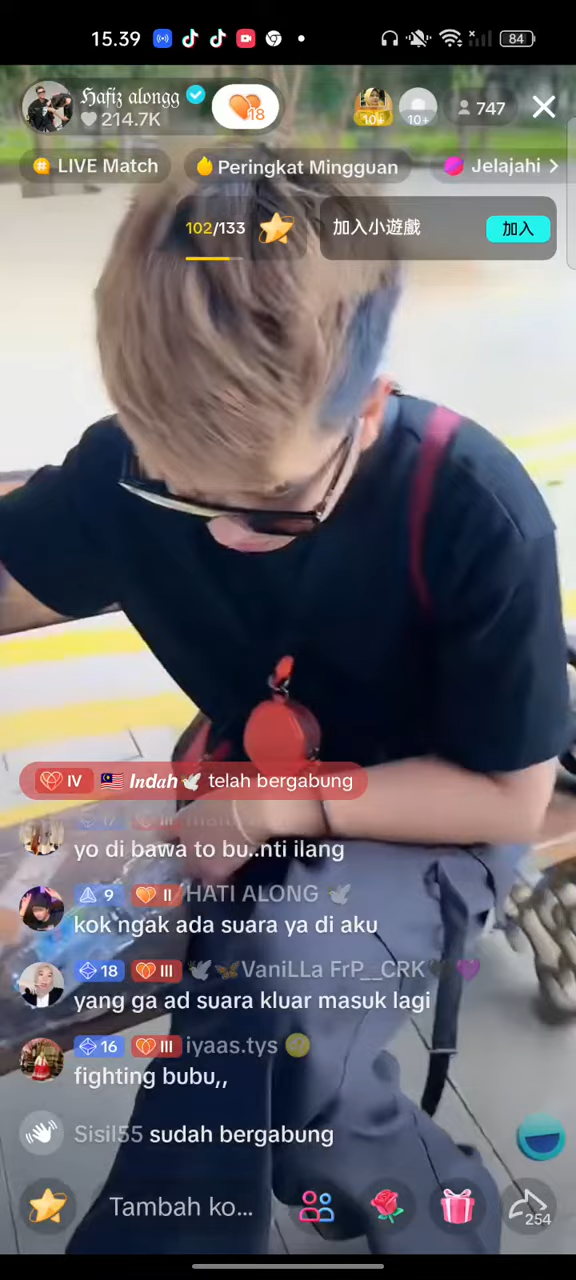 15.39
84
Hafiz alongg
214.7K
18
10+
10+
747
LIVE Match
Peringkat Mingguan
Jelajahi >
102/133
加入小遊戲
加入
IV Indah telah bergabung
yo di bawa to bu..nti ilang
9 II HATI ALONG
kok ngak ada suara ya di aku
18 III VaniLLa FrP__CRK
yang ga ad suara kluar masuk lagi
16 III iyaas.tys
fighting bubu,,
Sisil55 sudah bergabung
Tambah ko...
254